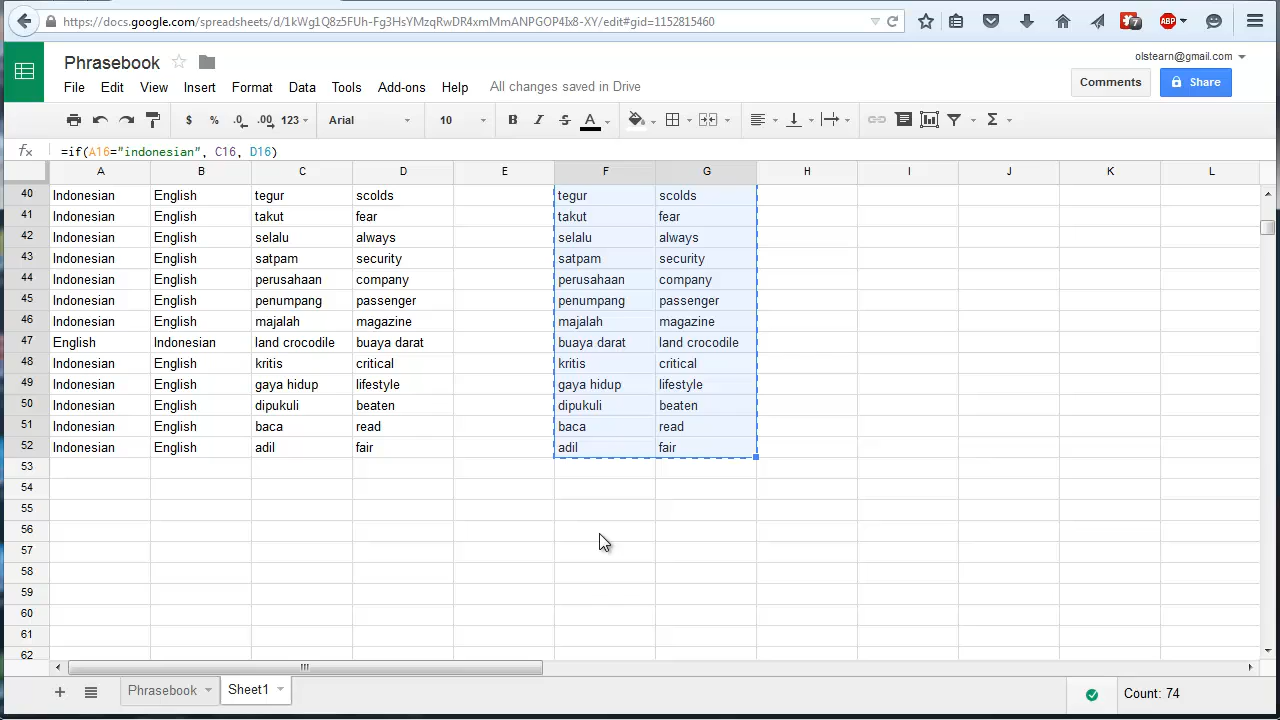 https://docs.google.com/spreadsheets/d/1kWg1Q8z5FUh-Fg3HsYMzqRwDR4xmMmANPGOP4Ix8-XY/edit#gid=1152815460
7
ABP
Phrasebook
olstearn@gmail.com
File Edit View Insert Format Data Tools Add-ons Help All changes saved in Drive
Comments Share
$ % .0 .00 123 Arial 10 B I S A Σ
fx =if(A16="indonesian", C16, D16)
A B C D E F G H I J K L
40 Indonesian English tegur scolds tegur scolds
41 Indonesian English takut fear takut fear
42 Indonesian English selalu always selalu always
43 Indonesian English satpam security satpam security
44 Indonesian English perusahaan company perusahaan company
45 Indonesian English penumpang passenger penumpang passenger
46 Indonesian English majalah magazine majalah magazine
47 English Indonesian land crocodile buaya darat buaya darat land crocodile
48 Indonesian English kritis critical kritis critical
49 Indonesian English gaya hidup lifestyle gaya hidup lifestyle
50 Indonesian English dipukuli beaten dipukuli beaten
51 Indonesian English baca read baca read
52 Indonesian English adil fair adil fair
53
54
55
56
57
58
59
60
61
62
+ Phrasebook Sheet1 Count: 74